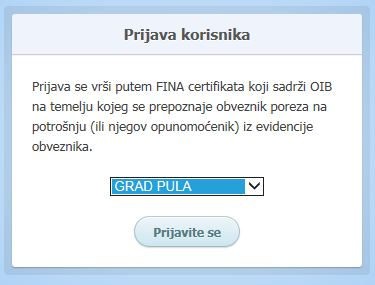 Prijava korisnika
Prijava se vrši putem FINA certifikata koji sadrži OIB
na temelju kojeg se prepoznaje obveznik poreza na
potrošnju (ili njegov opunomoćenik) iz evidencije
obveznika.
GRAD PULA
Prijavite se